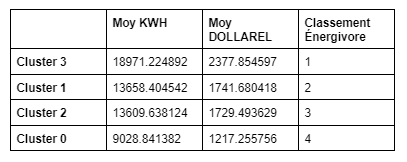 Moy KWH Moy DOLLAREL Classement Énergivore
Cluster 3 18971.224892 2377.854597 1
Cluster 1 13658.404542 1741.680418 2
Cluster 2 13609.638124 1729.493629 3
Cluster 0 9028.841382 1217.255756 4